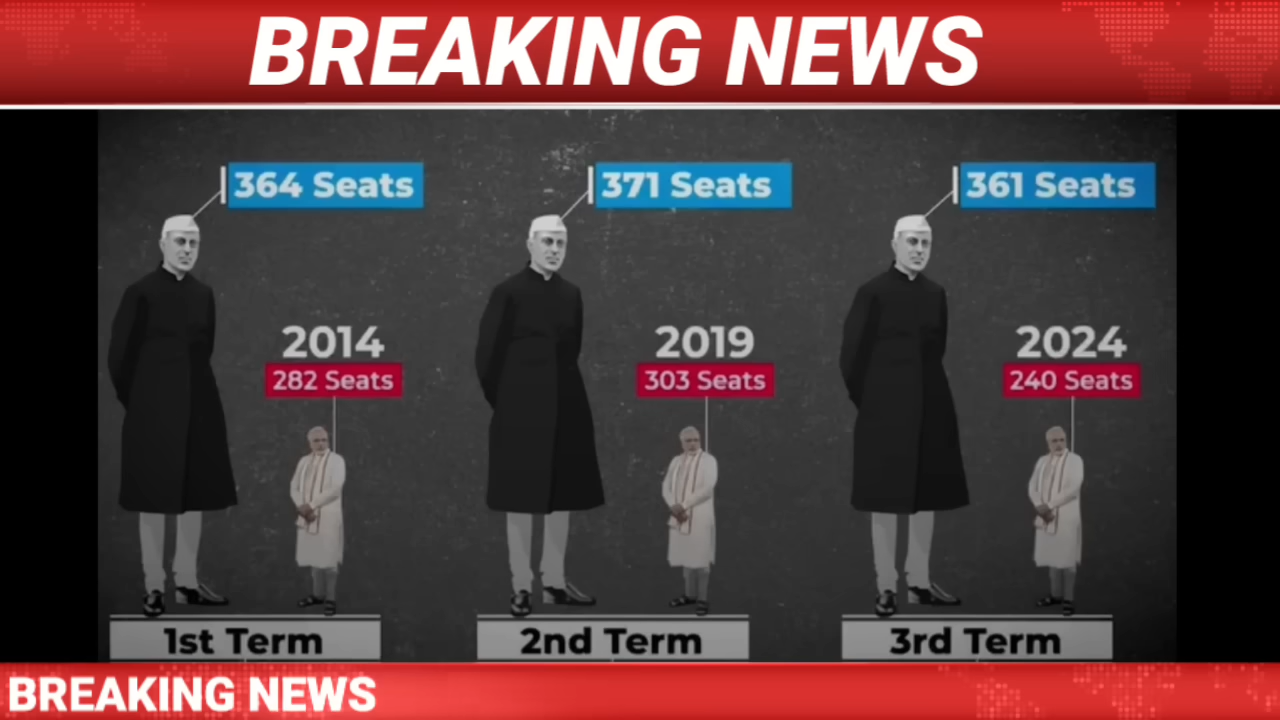 BREAKING NEWS
364 Seats
371 Seats
361 Seats
2014
282 Seats
2019
303 Seats
2024
240 Seats
1st Term
2nd Term
3rd Term
BREAKING NEWS